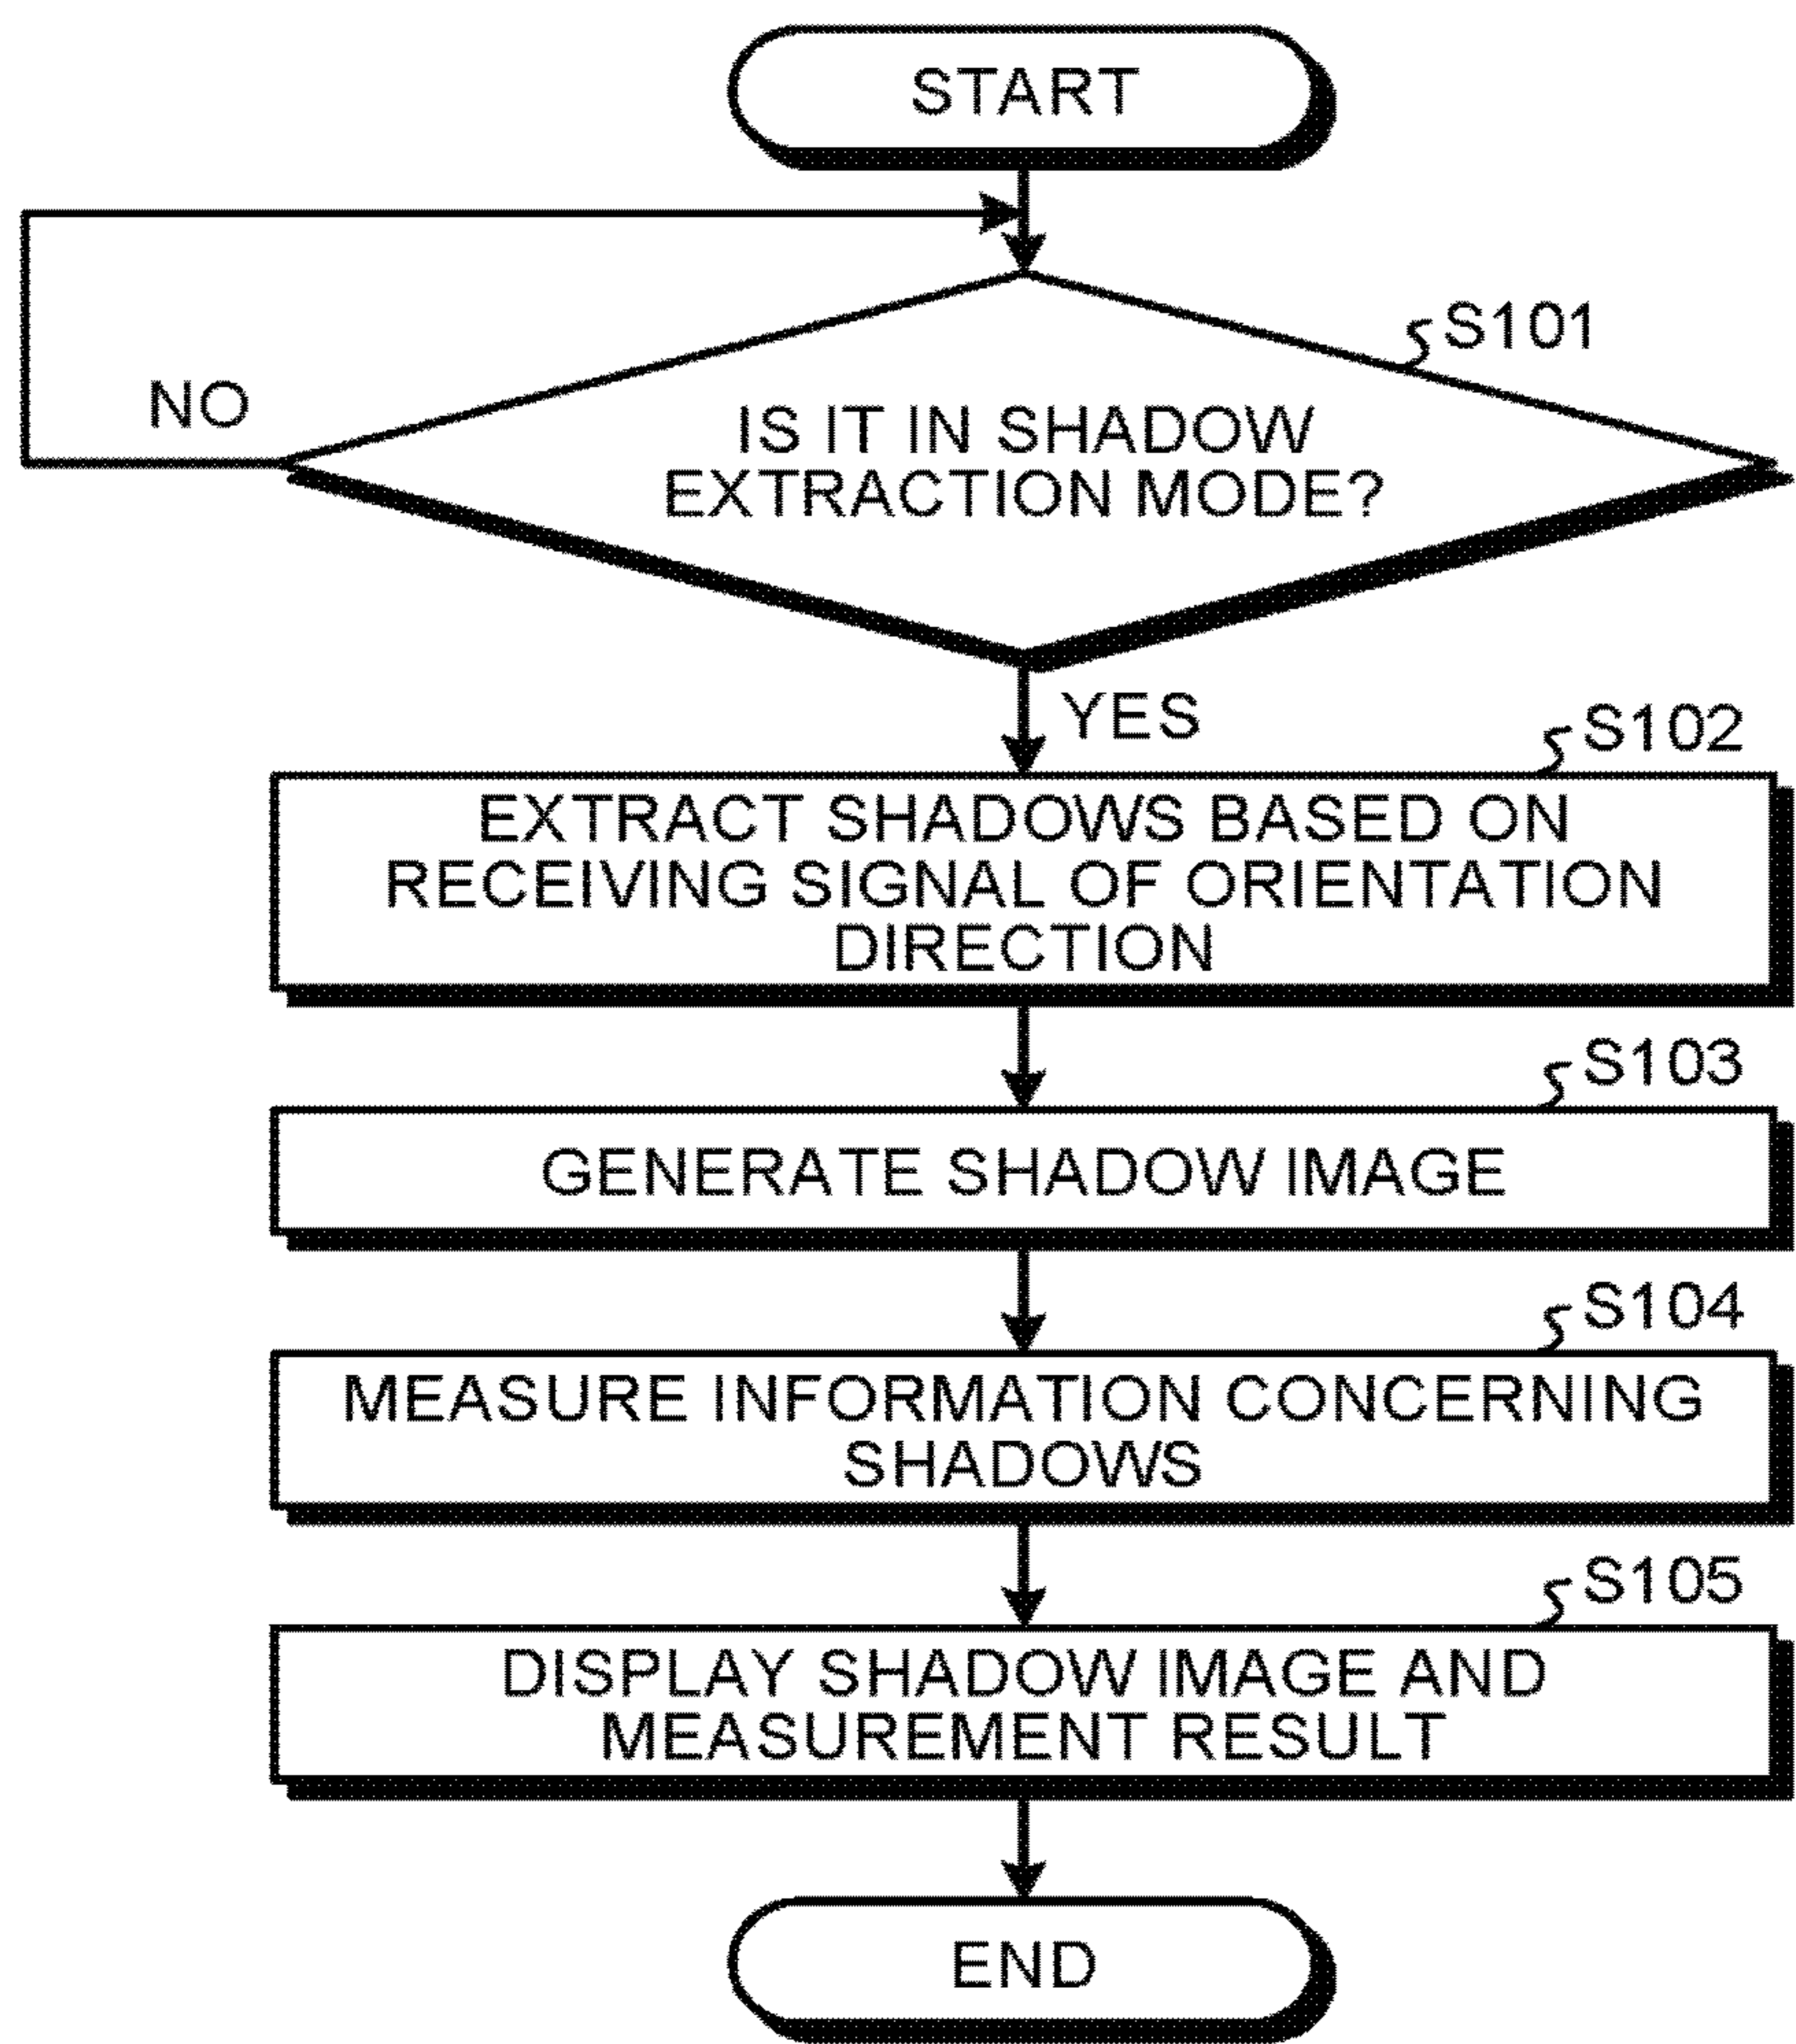 START
S101
IS IT IN SHADOW
EXTRACTION MODE?
NO
YES
S102
EXTRACT SHADOWS BASED ON
RECEIVING SIGNAL OF ORIENTATION
DIRECTION
S103
GENERATE SHADOW IMAGE
S104
MEASURE INFORMATION CONCERNING
SHADOWS
S105
DISPLAY SHADOW IMAGE AND
MEASUREMENT RESULT
END